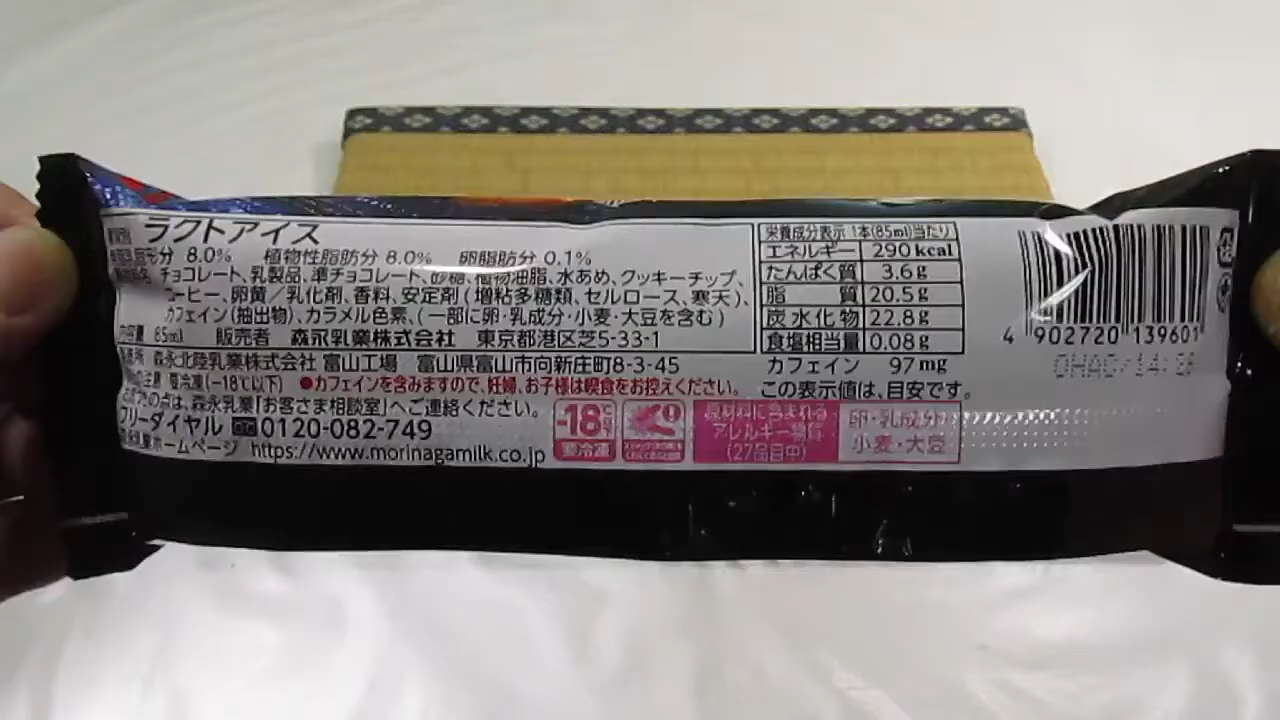 ラクトアイス
8.0% 植物性脂肪分 8.0% 卵脂肪分 0.1%
チョコレート、乳製品、準チョコレート、砂糖、植物油脂、水あめ、クッキーチップ、
コーヒー、卵黄／乳化剤、香料、安定剤(増粘多糖類、セルロース、寒天)、
カフェイン(抽出物)、カラメル色素、(一部に卵・乳成分・小麦・大豆を含む)
内容量 85ml 販売者 森永乳業株式会社 東京都港区芝5-33-1
森永北陸乳業株式会社 富山工場 富山県富山市向新庄町8-3-45
要冷凍(-18℃以下) ●カフェインを含みますので、妊婦、お子様は喫食をお控えください。
森永乳業「お客さま相談室」へご連絡ください。
フリーダイヤル 0120-082-749
ホームページ https://www.morinagamilk.co.jp
-18℃
要冷凍
原材料に含まれる
アレルギー物質
(27品目中)
卵・乳成分
小麦・大豆
栄養成分表示 1本(85ml)当たり
エネルギー 290kcal
たんぱく質 3.6g
脂質 20.5g
炭水化物 22.8g
食塩相当量 0.08g
カフェイン 97mg
この表示値は、目安です。
4 902720 139601